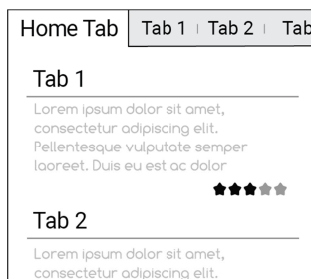 Home Tab Tab 1 Tab 2 Tab
Tab 1
Lorem ipsum dolor sit amet,
consectetur adipiscing elit.
Pellentesque vulputate semper
laoreet. Duis eu est ac dolor
Tab 2
Lorem ipsum dolor sit amet,
consectetur adipiscing elit.